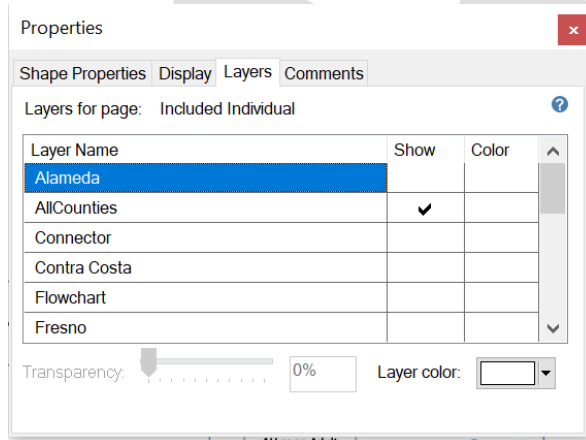 Properties
x
Shape Properties Display Layers Comments
Layers for page: Included Individual
?
Layer Name Show Color
Alameda
AllCounties
Connector
Contra Costa
Flowchart
Fresno
Transparency: 0% Layer color: